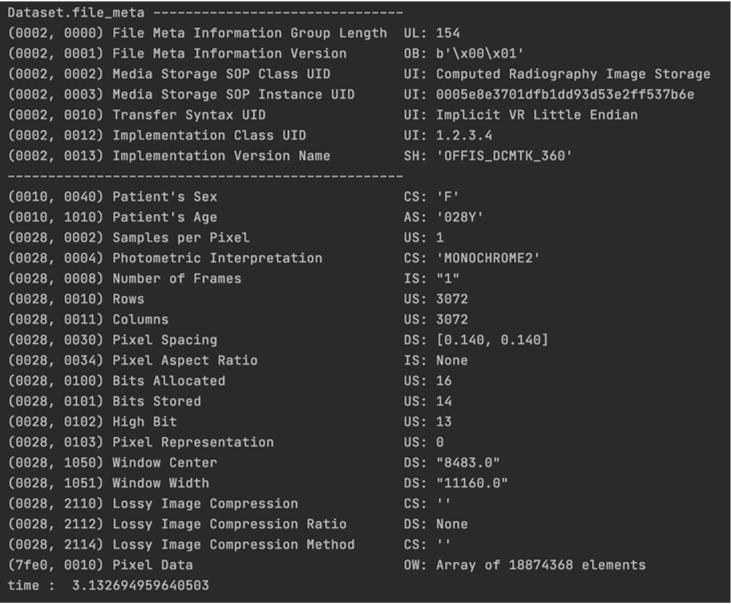 Dataset.file_meta -------------------------------
(0002, 0000) File Meta Information Group Length  UL: 154
(0002, 0001) File Meta Information Version       OB: b'\x00\x01'
(0002, 0002) Media Storage SOP Class UID         UI: Computed Radiography Image Storage
(0002, 0003) Media Storage SOP Instance UID      UI: 0005e8e3701dfb1dd93d53e2ff537b6e
(0002, 0010) Transfer Syntax UID                 UI: Implicit VR Little Endian
(0002, 0012) Implementation Class UID            UI: 1.2.3.4
(0002, 0013) Implementation Version Name         SH: 'OFFIS_DCMTK_360'
-------------------------------------------------
(0010, 0040) Patient's Sex                       CS: 'F'
(0010, 1010) Patient's Age                       AS: '028Y'
(0028, 0002) Samples per Pixel                   US: 1
(0028, 0004) Photometric Interpretation          CS: 'MONOCHROME2'
(0028, 0008) Number of Frames                    IS: "1"
(0028, 0010) Rows                                US: 3072
(0028, 0011) Columns                             US: 3072
(0028, 0030) Pixel Spacing                       DS: [0.140, 0.140]
(0028, 0034) Pixel Aspect Ratio                  IS: None
(0028, 0100) Bits Allocated                      US: 16
(0028, 0101) Bits Stored                         US: 14
(0028, 0102) High Bit                            US: 13
(0028, 0103) Pixel Representation                US: 0
(0028, 1050) Window Center                       DS: "8483.0"
(0028, 1051) Window Width                        DS: "11160.0"
(0028, 2110) Lossy Image Compression             CS: ''
(0028, 2112) Lossy Image Compression Ratio       DS: None
(0028, 2114) Lossy Image Compression Method      CS: ''
(7fe0, 0010) Pixel Data                          OW: Array of 18874368 elements
time :  3.132694959640503